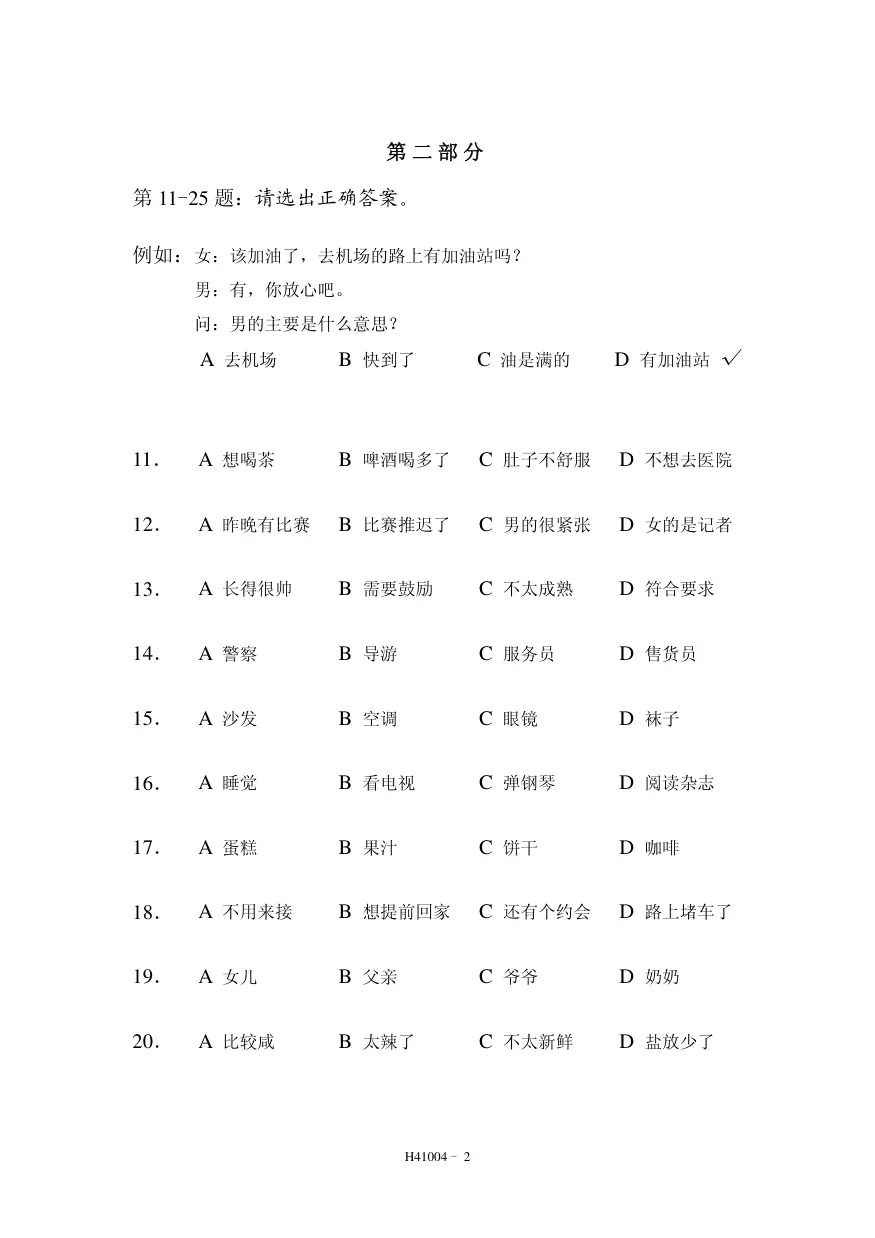 第二部分
第 11-25 题：请选出正确答案。
例如：女：该加油了，去机场的路上有加油站吗？
男：有，你放心吧。
问：男的主要是什么意思？
A 去机场 B 快到了 C 油是满的 D 有加油站 ✓
11． A 想喝茶 B 啤酒喝多了 C 肚子不舒服 D 不想去医院
12． A 昨晚有比赛 B 比赛推迟了 C 男的很紧张 D 女的是记者
13． A 长得很帅 B 需要鼓励 C 不太成熟 D 符合要求
14． A 警察 B 导游 C 服务员 D 售货员
15． A 沙发 B 空调 C 眼镜 D 袜子
16． A 睡觉 B 看电视 C 弹钢琴 D 阅读杂志
17． A 蛋糕 B 果汁 C 饼干 D 咖啡
18． A 不用来接 B 想提前回家 C 还有个约会 D 路上堵车了
19． A 女儿 B 父亲 C 爷爷 D 奶奶
20． A 比较咸 B 太辣了 C 不太新鲜 D 盐放少了
H41004 - 2